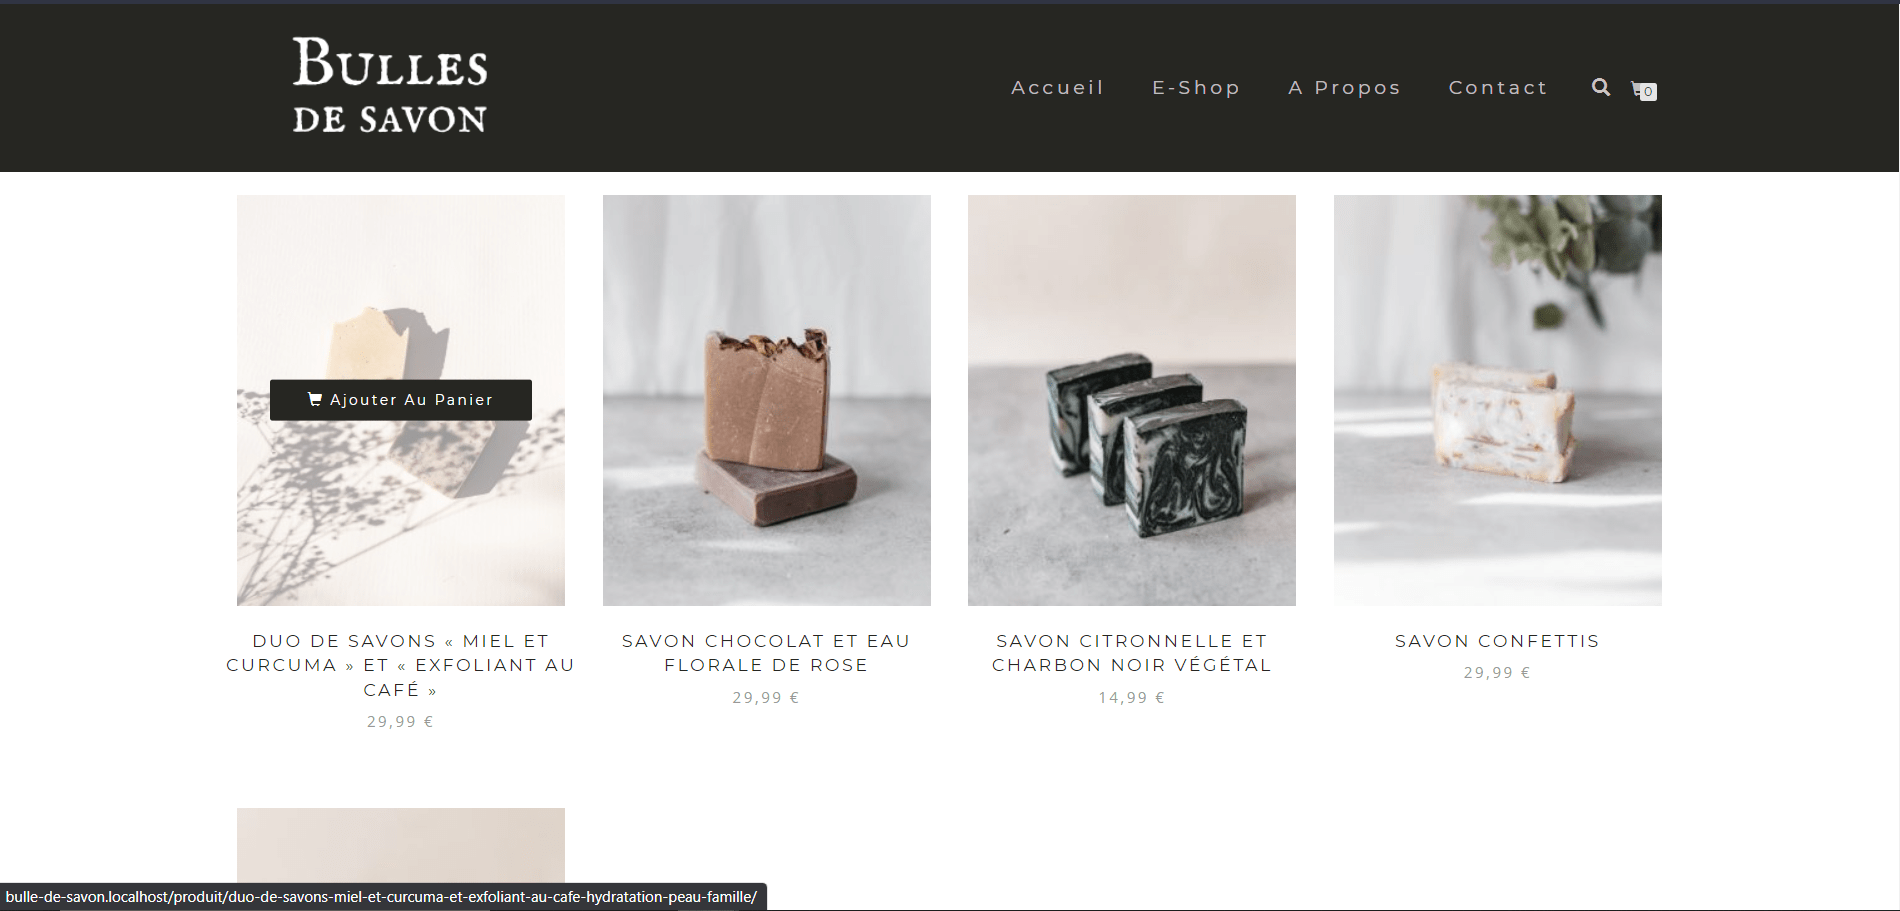 BULLES
DE SAVON
Accueil
E-Shop
A Propos
Contact
0
Ajouter Au Panier
DUO DE SAVONS « MIEL ET
CURCUMA » ET « EXFOLIANT AU
CAFÉ »
29,99 €
SAVON CHOCOLAT ET EAU
FLORALE DE ROSE
29,99 €
SAVON CITRONNELLE ET
CHARBON NOIR VÉGÉTAL
14,99 €
SAVON CONFETTIS
29,99 €
bulle-de-savon.localhost/produit/duo-de-savons-miel-et-curcuma-et-exfoliant-au-cafe-hydratation-peau-famille/